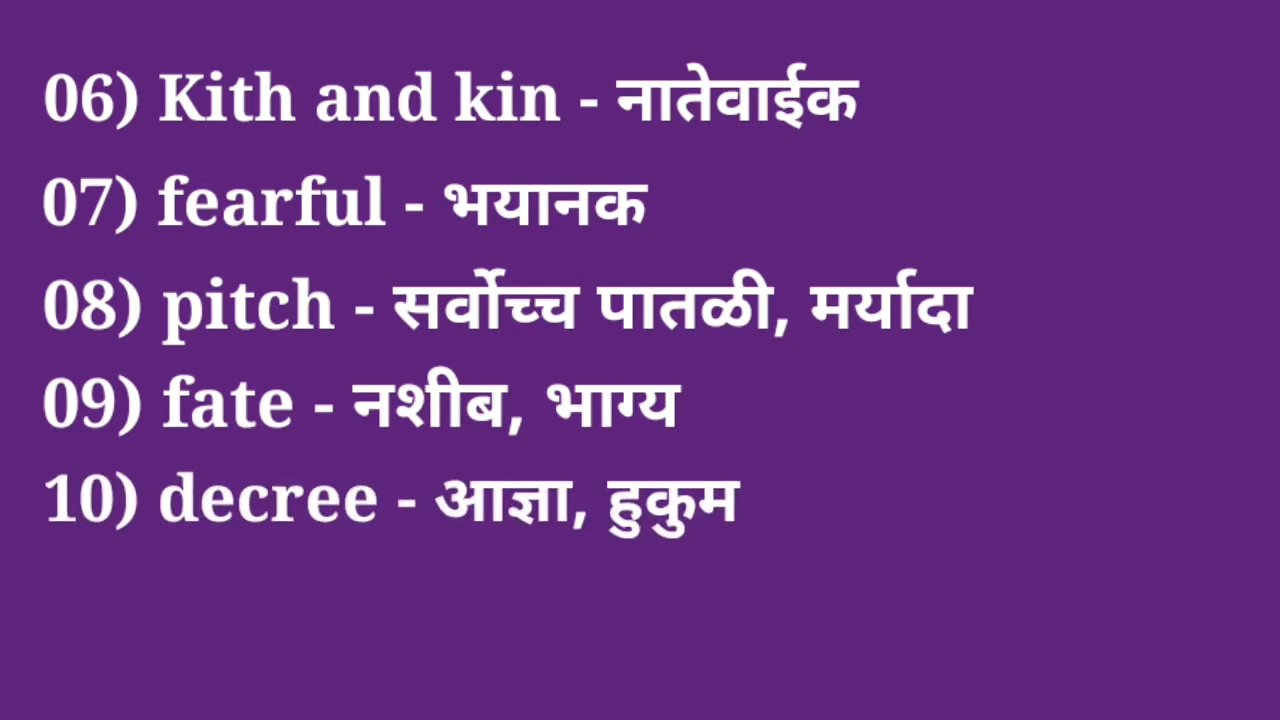 06) Kith and kin - नातेवाईक
07) fearful - भयानक
08) pitch - सर्वोच्च पातळी, मर्यादा
09) fate - नशीब, भाग्य
10) decree - आज्ञा, हुकुम